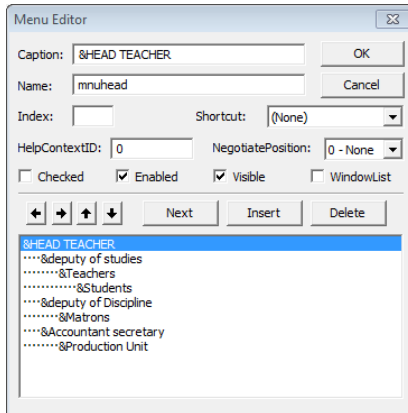 Menu Editor
Caption: &HEAD TEACHER OK
Name: mnuhead Cancel
Index: Shortcut: (None)
HelpContextID: 0 NegotiatePosition: 0 - None
Checked Enabled Visible WindowList
Next Insert Delete
&HEAD TEACHER
····&deputy of studies
········&Teachers
············&Students
····&deputy of Discipline
········&Matrons
····&Accountant secretary
········&Production Unit